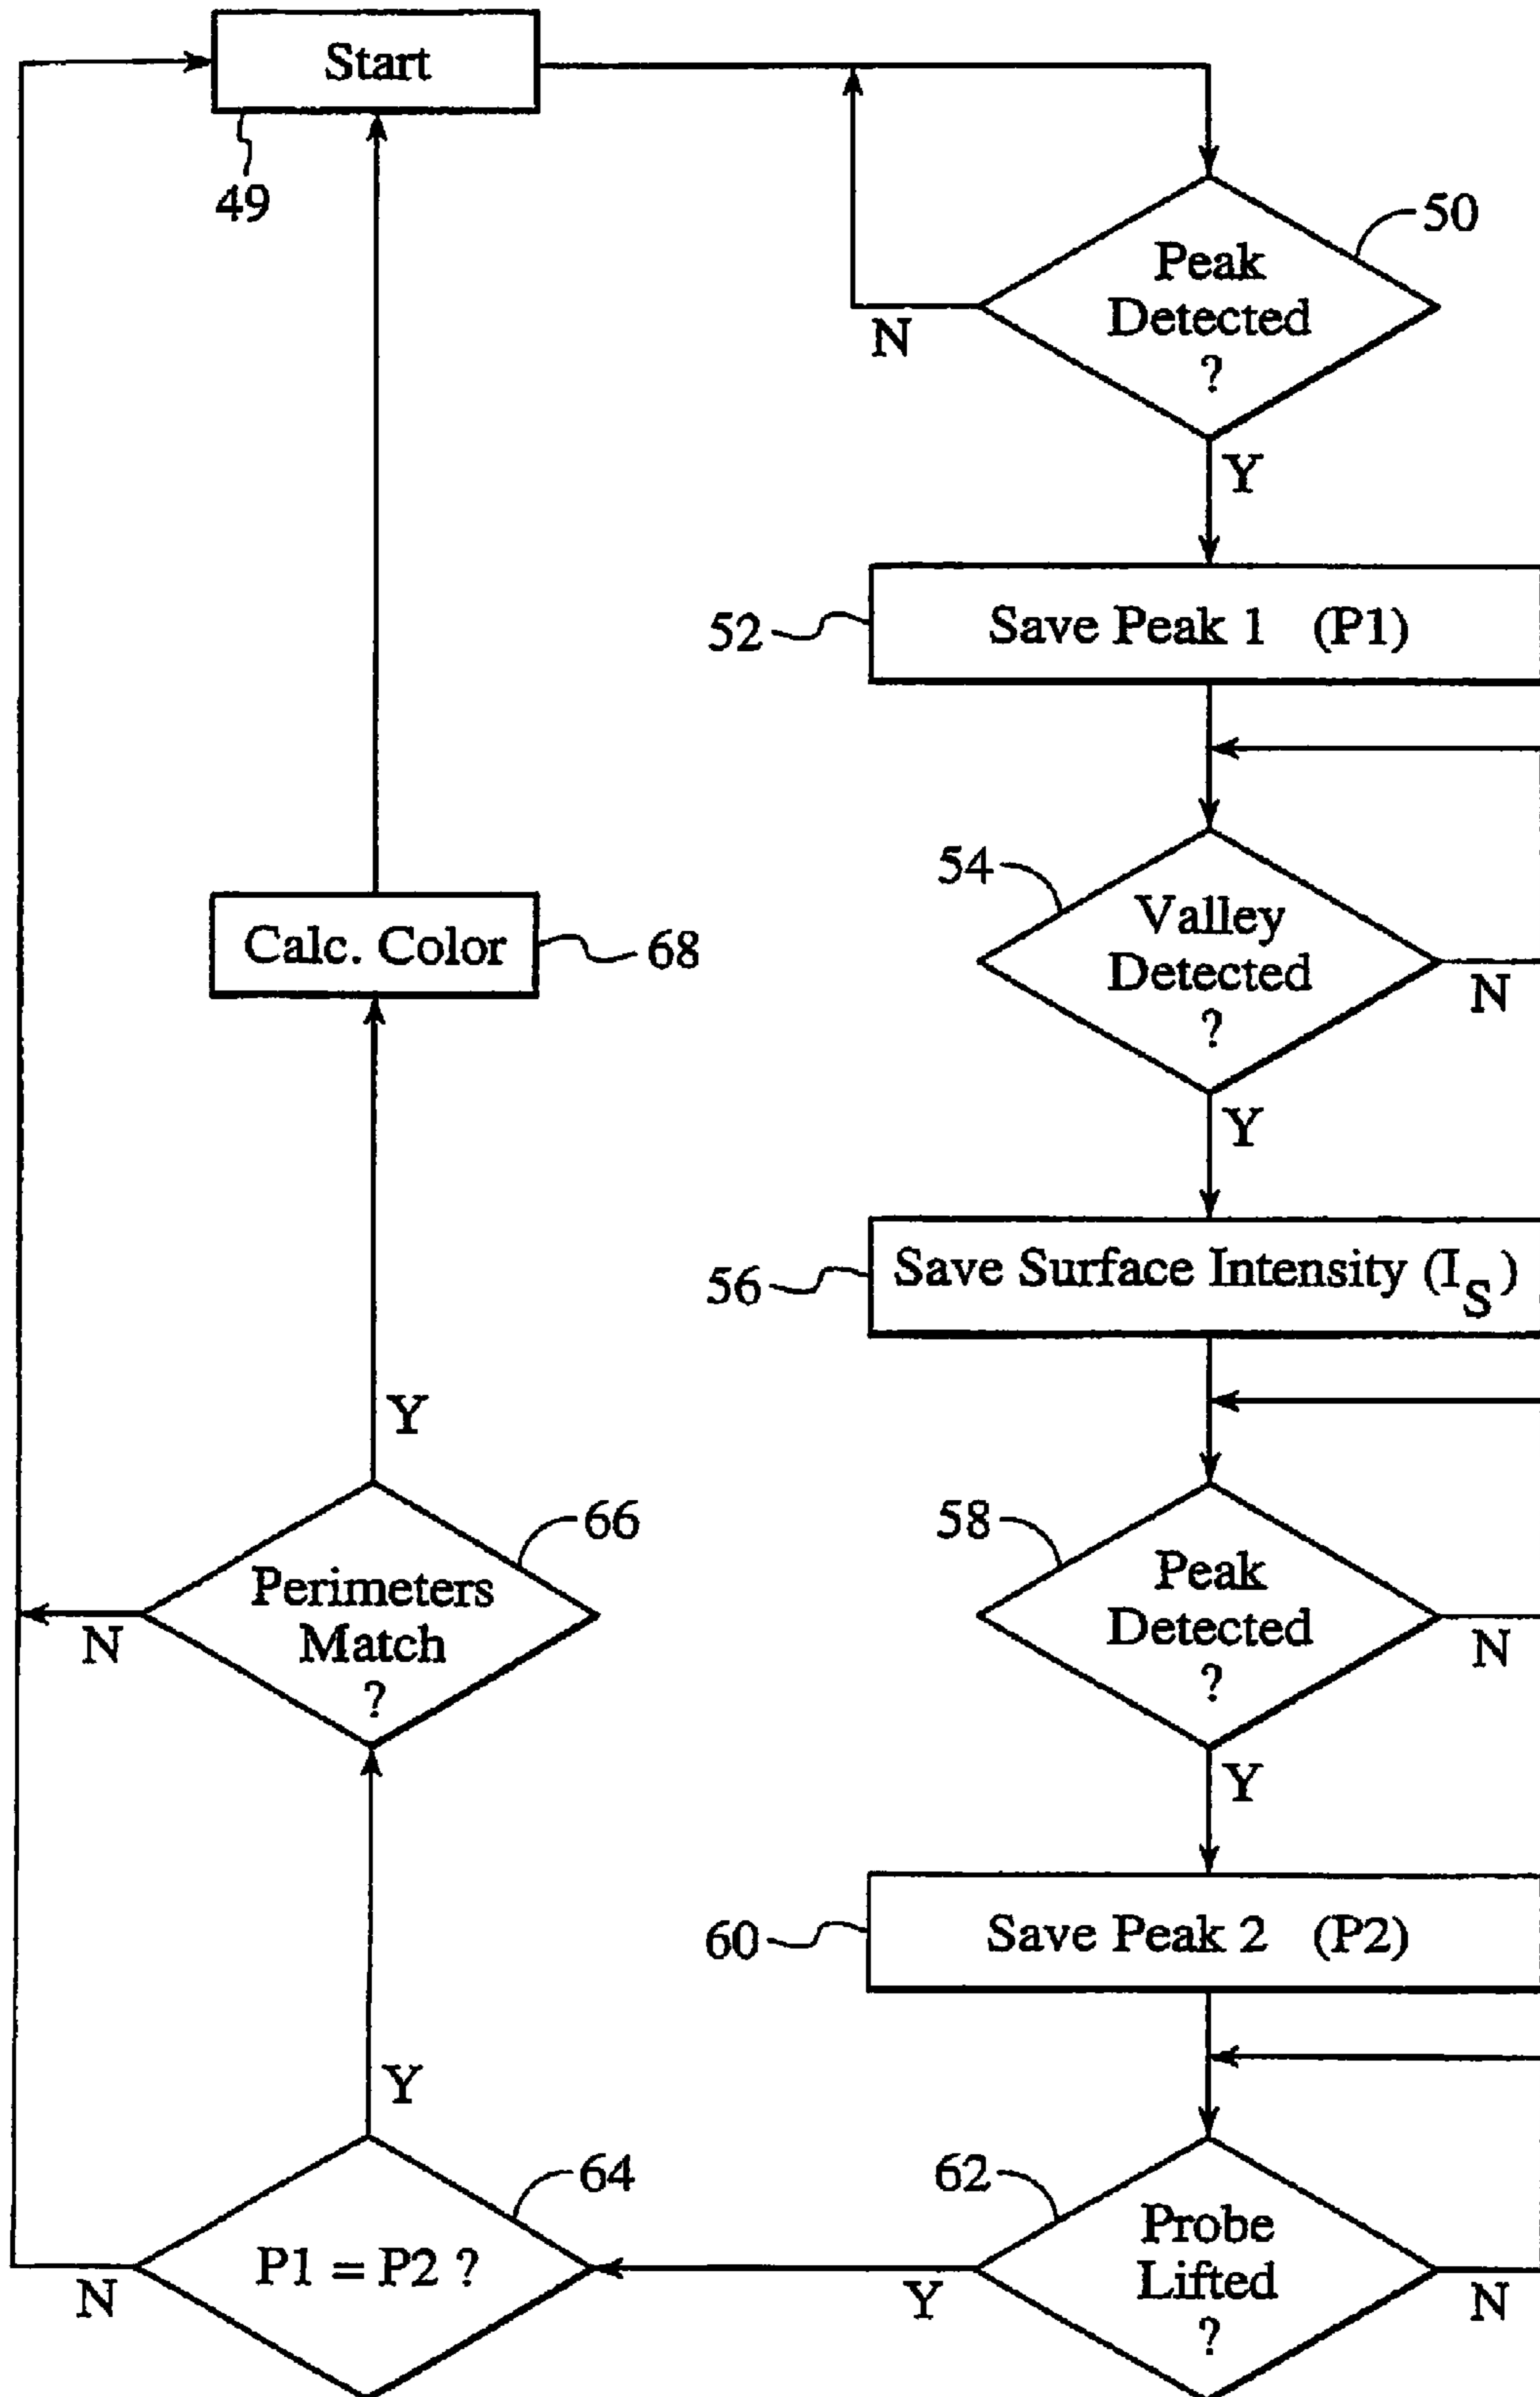 Start
49
Peak
Detected
?
50
N
Y
52
Save Peak 1 (P1)
54
Valley
Detected
?
N
Y
56
Save Surface Intensity (IS)
58
Peak
Detected
?
N
Y
60
Save Peak 2 (P2)
62
Probe
Lifted
?
N
Y
P1 = P2 ?
64
N
Y
Perimeters
Match
?
66
N
Y
Calc. Color
68